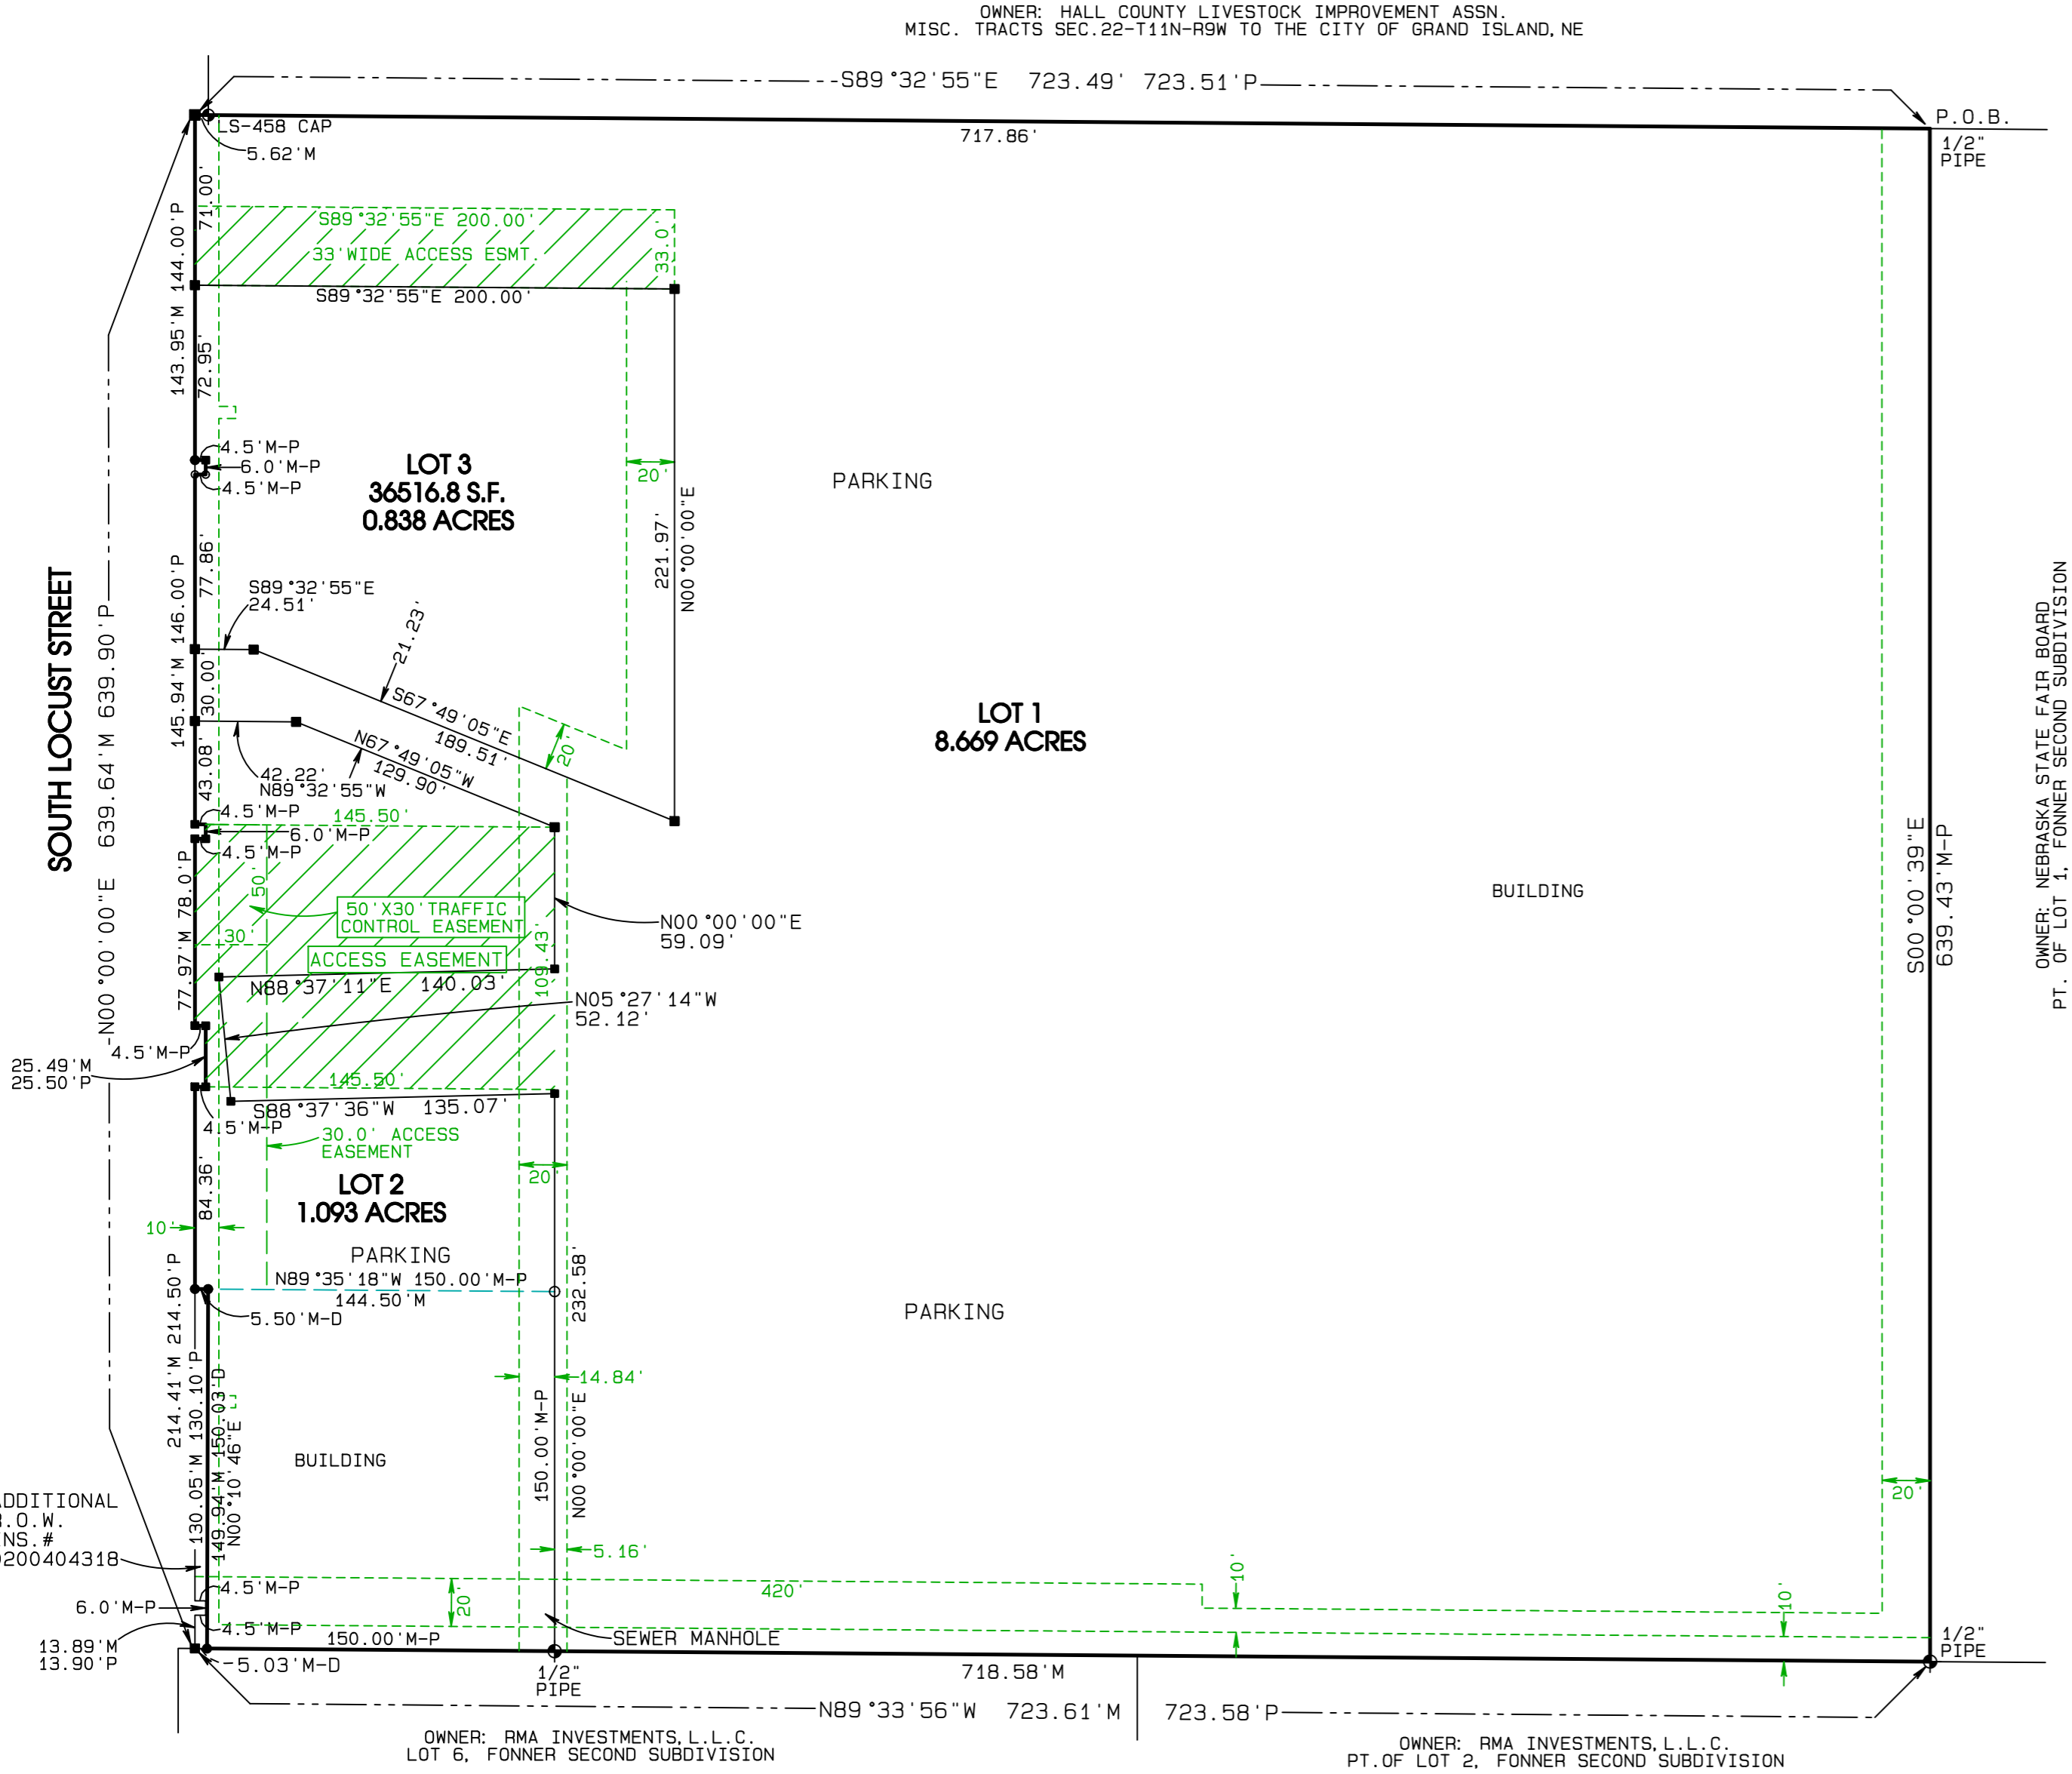 OWNER: HALL COUNTY LIVESTOCK IMPROVEMENT ASSN.
MISC. TRACTS SEC.22-T11N-R9W TO THE CITY OF GRAND ISLAND, NE
S89°32'55"E 723.49' 723.51'P
P.O.B.
1/2"
PIPE
LS-458 CAP
5.62'M
717.86'
71.00'
143.95'M 144.00'P
S89°32'55"E 200.00'
33'WIDE ACCESS ESMT.
33.0'
S89°32'55"E 200.00'
72.95'
4.5'M-P
6.0'M-P
4.5'M-P
LOT 3
36516.8 S.F.
0.838 ACRES
20'
PARKING
221.97'
N00°00'00"E
77.86'
145.94'M 146.00'P
S89°32'55"E
24.51'
21.23'
SOUTH LOCUST STREET
N00°00'00"E 639.64'M 639.90'P
30.00'
S67°49'05"E
189.51'
20'
N67°49'05"W
129.90'
42.22'
N89°32'55"W
43.08'
LOT 1
8.669 ACRES
4.5'M-P
145.50'
6.0'M-P
4.5'M-P
77.97'M 78.0'P
50'
50'X30'TRAFFIC
CONTROL EASEMENT
30'
ACCESS EASEMENT
109.43'
N00°00'00"E
59.09'
BUILDING
S00°00'39"E
639.43'M-P
OWNER: NEBRASKA STATE FAIR BOARD
PT. OF LOT 1, FONNER SECOND SUBDIVISION
N88°37'11"E 140.03'
N05°27'14"W
52.12'
4.5'M-P
25.49'M
25.50'P
145.50'
S88°37'36"W 135.07'
4.5'M-P
30.0' ACCESS
EASEMENT
20'
LOT 2
1.093 ACRES
84.36'
10'
PARKING
N89°35'18"W 150.00'M-P
144.50'M
5.50'M-D
232.58'
PARKING
214.41'M 214.50'P
130.05'M 130.10'P
149.94'M 150.03'D
N00°10'46"E
14.84'
150.00'M-P
N00°00'00"E
BUILDING
ADDITIONAL
R.O.W.
INS.#
0200404318
5.16'
20'
420'
10'
10'
20'
4.5'M-P
6.0'M-P
4.5'M-P
13.89'M
13.90'P
150.00'M-P
SEWER MANHOLE
5.03'M-D
1/2"
PIPE
718.58'M
1/2"
PIPE
N89°33'56"W 723.61'M 723.58'P
OWNER: RMA INVESTMENTS, L.L.C.
LOT 6, FONNER SECOND SUBDIVISION
OWNER: RMA INVESTMENTS, L.L.C.
PT.OF LOT 2, FONNER SECOND SUBDIVISION